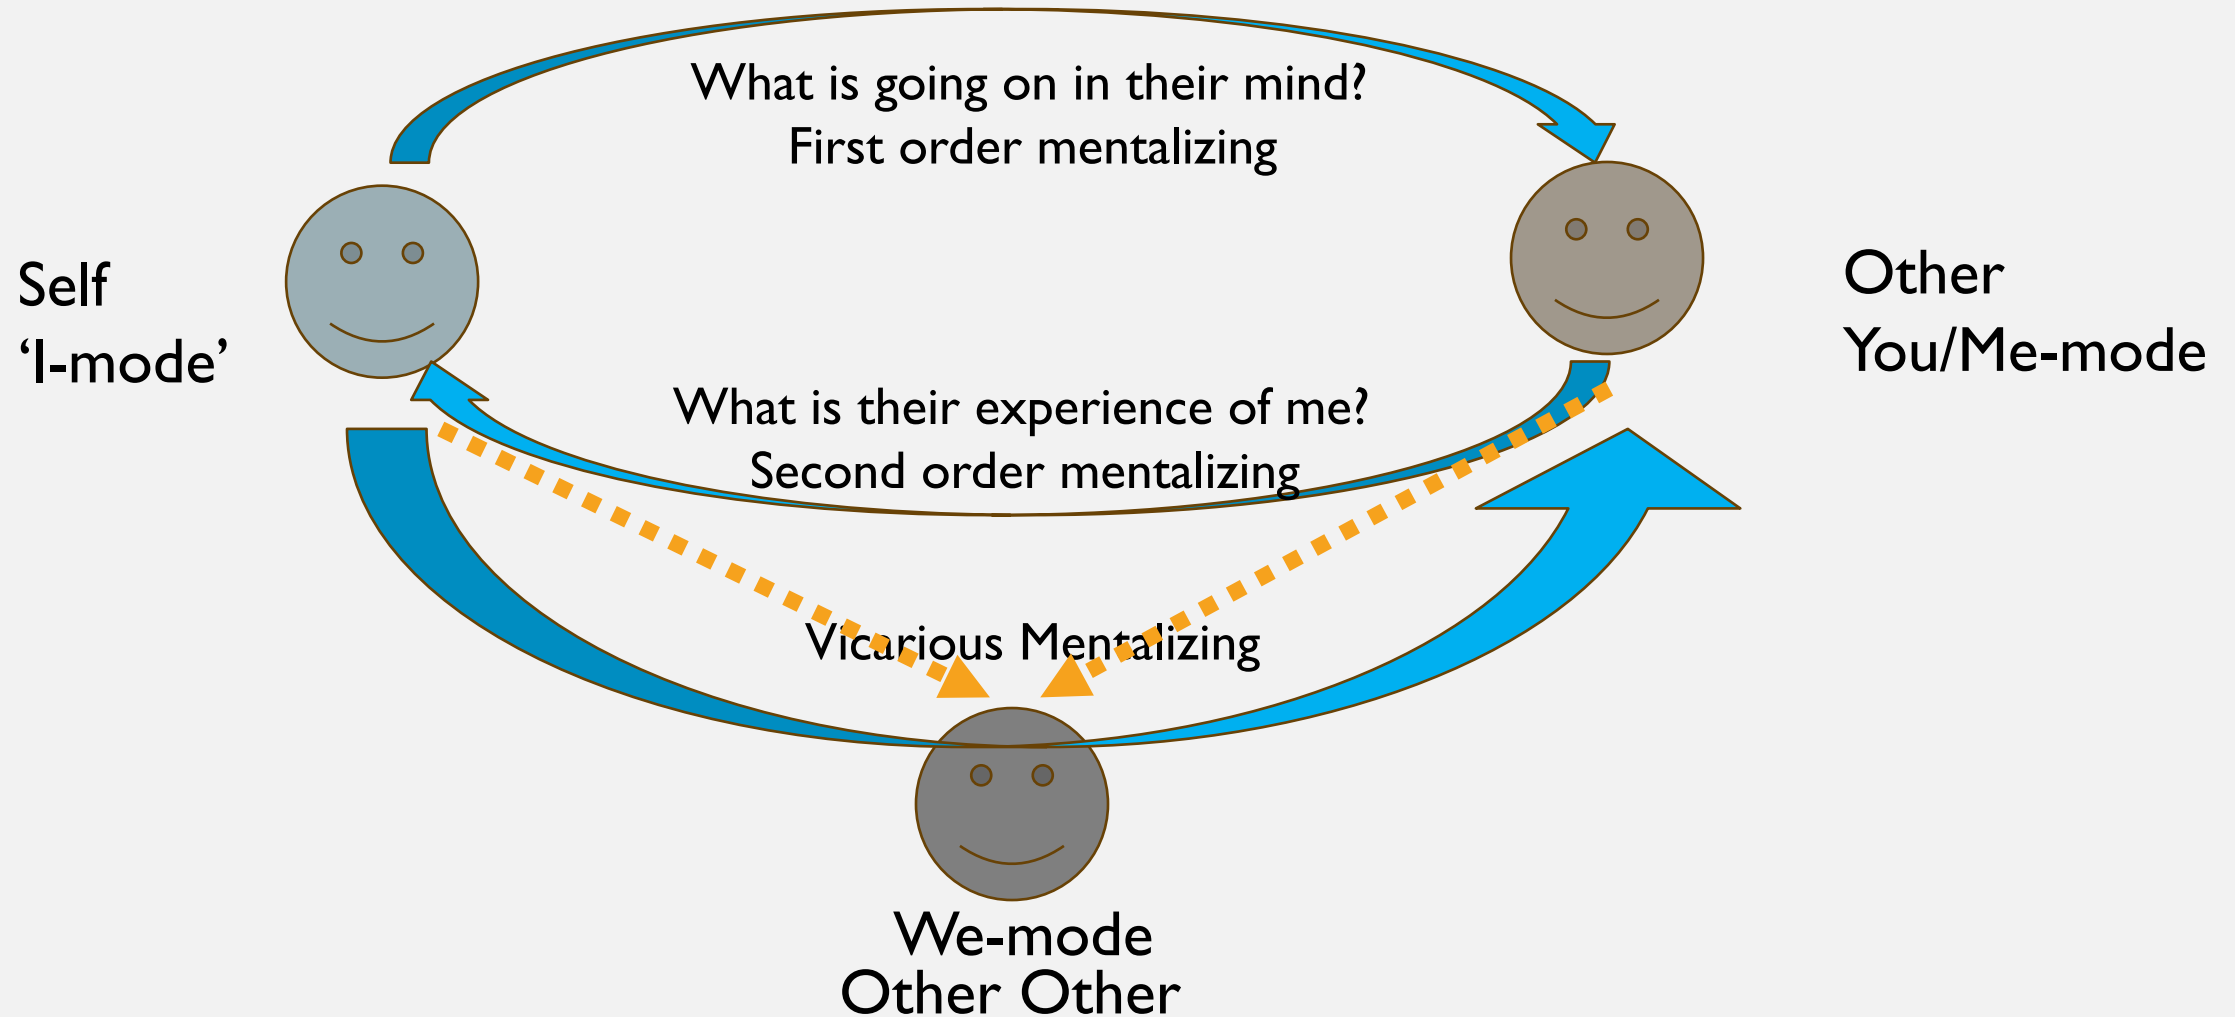 What is going on in their mind?
First order mentalizing
Self
‘I-mode’
Other
You/Me-mode
What is their experience of me?
Second order mentalizing
Vicarious Mentalizing
We-mode
Other Other